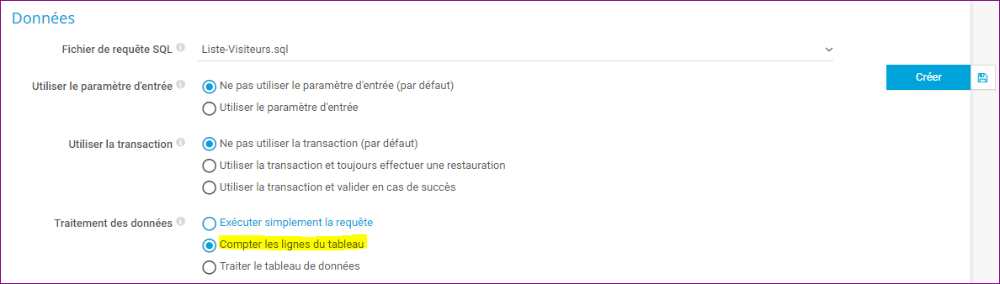 Données
Fichier de requête SQL
Liste-Visiteurs.sql
Utiliser le paramètre d'entrée
Ne pas utiliser le paramètre d'entrée (par défaut)
Créer
Utiliser le paramètre d'entrée
Utiliser la transaction
Ne pas utiliser la transaction (par défaut)
Utiliser la transaction et toujours effectuer une restauration
Utiliser la transaction et valider en cas de succès
Traitement des données
Exécuter simplement la requête
Compter les lignes du tableau
Traiter le tableau de données